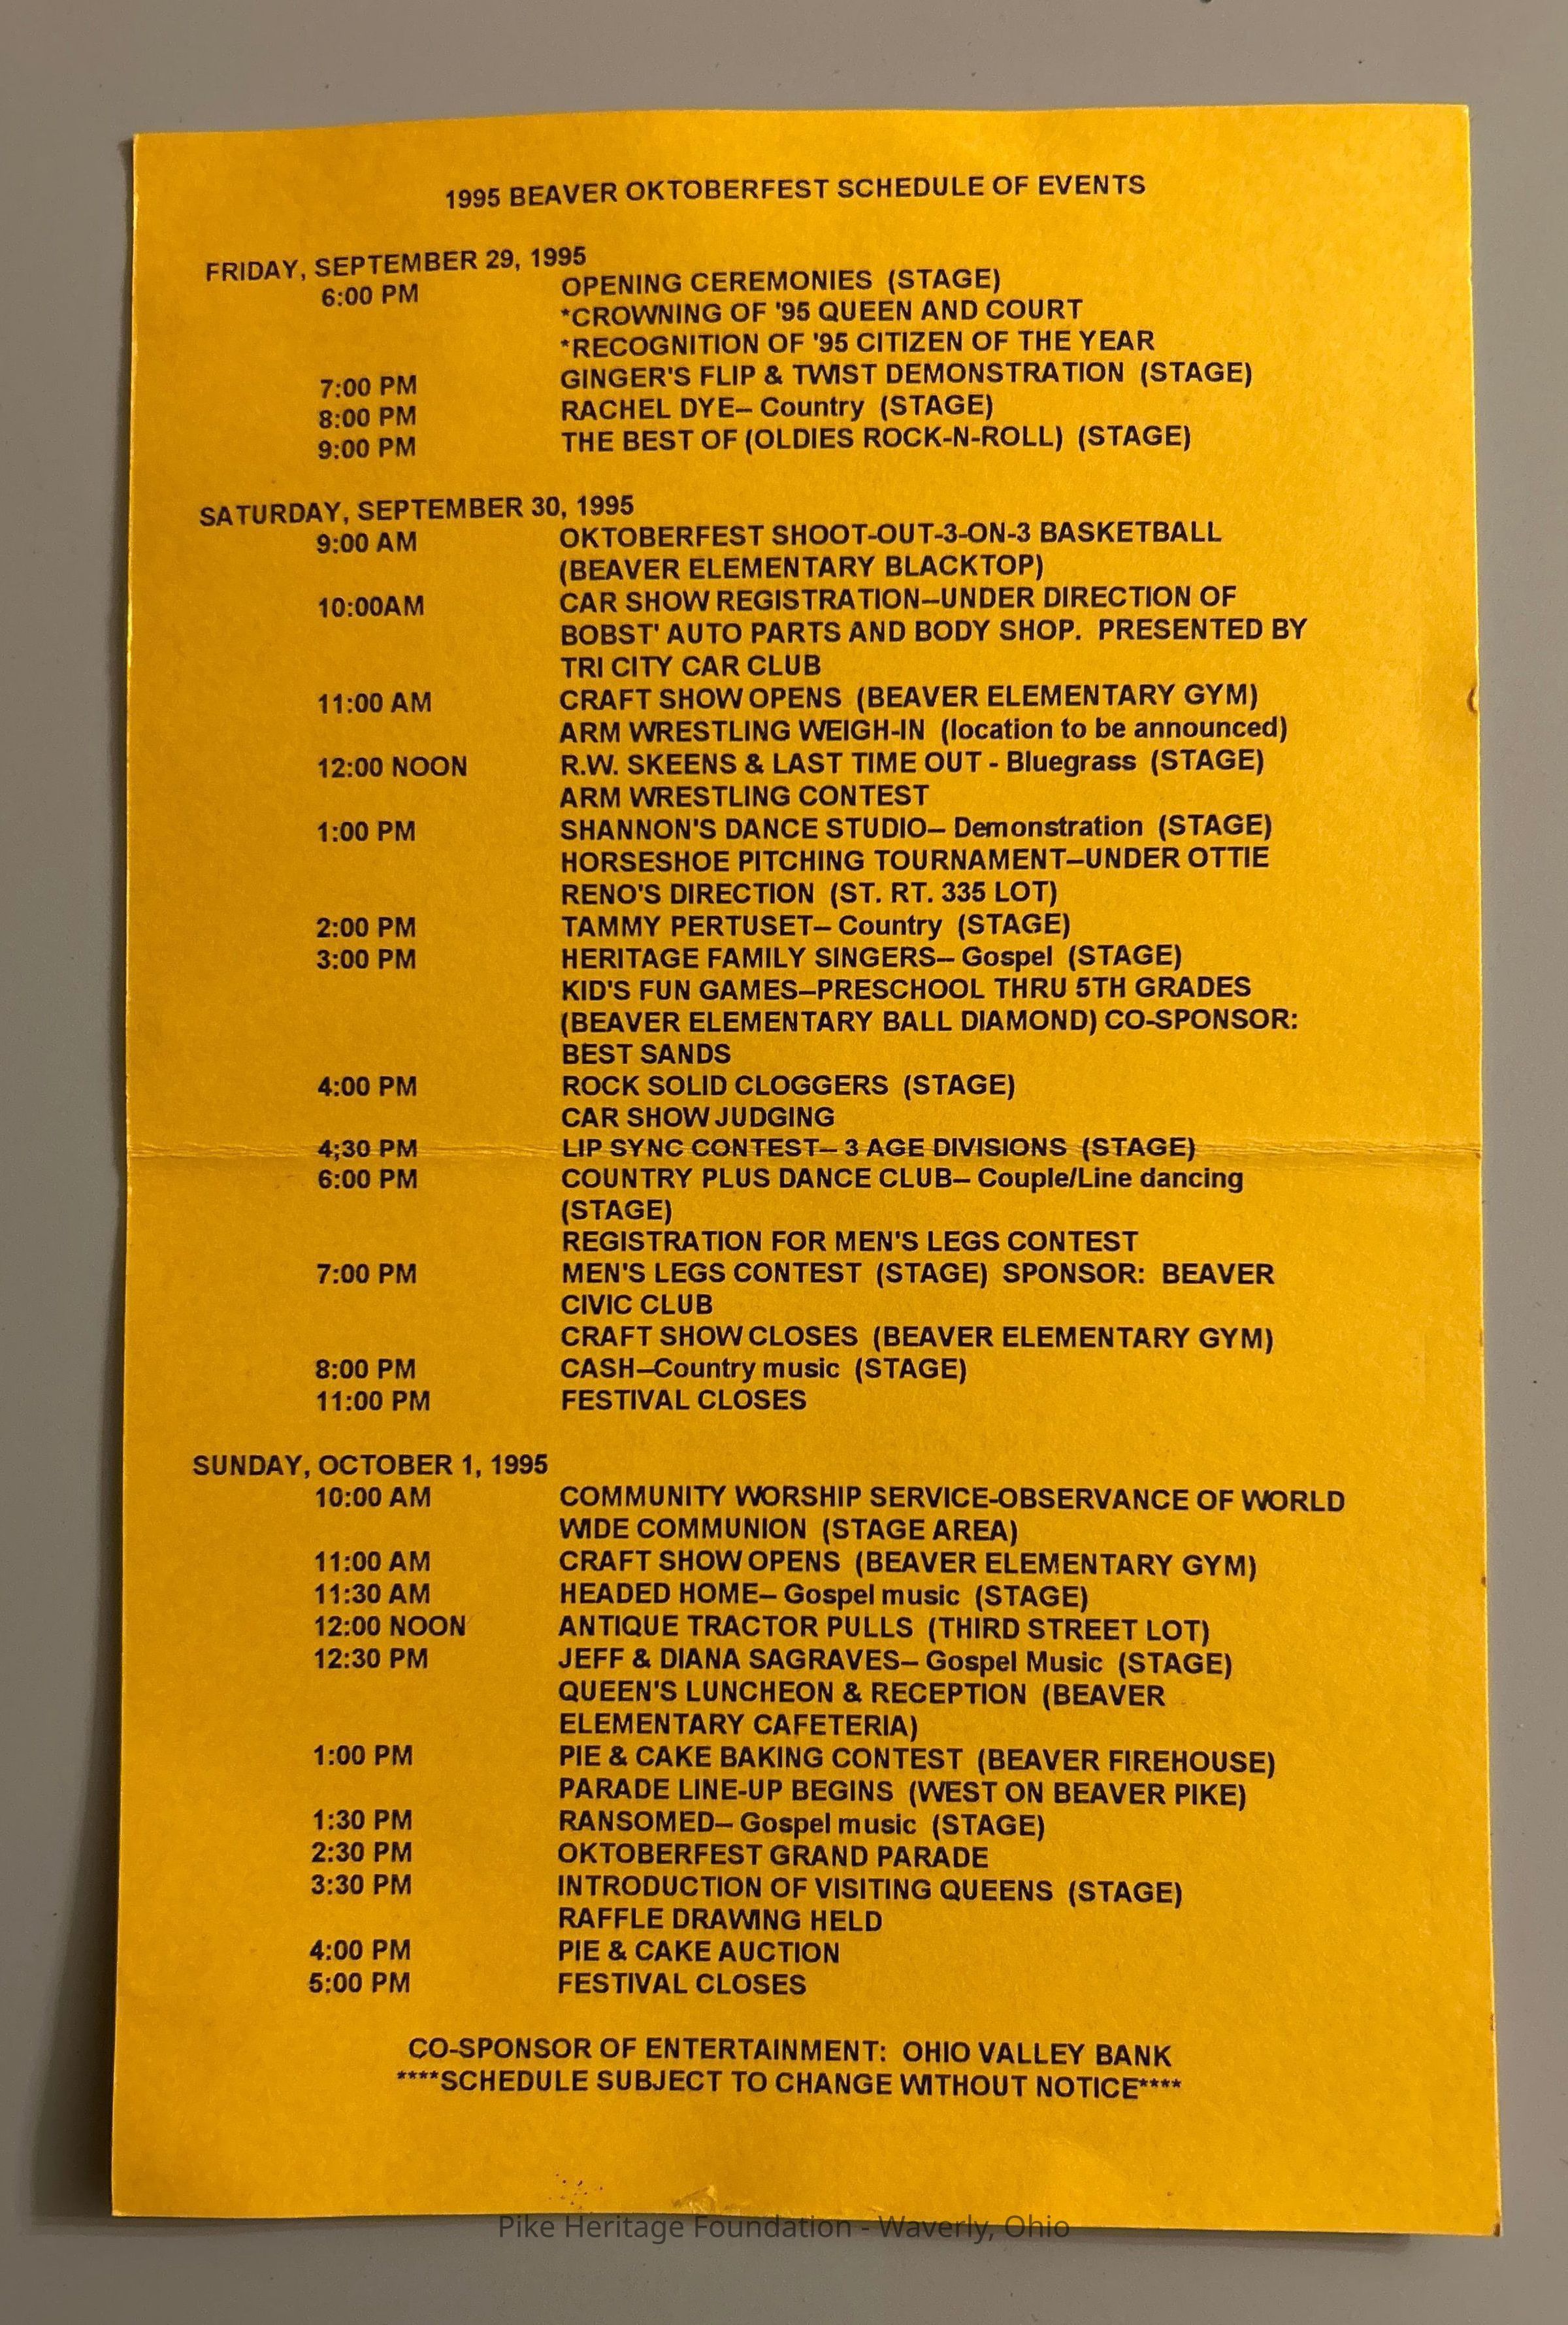 1995 BEAVER OKTOBERFEST SCHEDULE OF EVENTS
FRIDAY, SEPTEMBER 29, 1995
6:00 PM OPENING CEREMONIES (STAGE)
*CROWNING OF '95 QUEEN AND COURT
*RECOGNITION OF '95 CITIZEN OF THE YEAR
7:00 PM GINGER'S FLIP & TWIST DEMONSTRATION (STAGE)
8:00 PM RACHEL DYE– Country (STAGE)
9:00 PM THE BEST OF (OLDIES ROCK-N-ROLL) (STAGE)
SATURDAY, SEPTEMBER 30, 1995
9:00 AM OKTOBERFEST SHOOT-OUT-3-ON-3 BASKETBALL
(BEAVER ELEMENTARY BLACKTOP)
10:00AM CAR SHOW REGISTRATION–UNDER DIRECTION OF
BOBST' AUTO PARTS AND BODY SHOP. PRESENTED BY
TRI CITY CAR CLUB
11:00 AM CRAFT SHOW OPENS (BEAVER ELEMENTARY GYM)
ARM WRESTLING WEIGH-IN (location to be announced)
12:00 NOON R.W. SKEENS & LAST TIME OUT - Bluegrass (STAGE)
ARM WRESTLING CONTEST
1:00 PM SHANNON'S DANCE STUDIO– Demonstration (STAGE)
HORSESHOE PITCHING TOURNAMENT–UNDER OTTIE
RENO'S DIRECTION (ST. RT. 335 LOT)
2:00 PM TAMMY PERTUSET– Country (STAGE)
3:00 PM HERITAGE FAMILY SINGERS– Gospel (STAGE)
KID'S FUN GAMES–PRESCHOOL THRU 5TH GRADES
(BEAVER ELEMENTARY BALL DIAMOND) CO-SPONSOR:
BEST SANDS
4:00 PM ROCK SOLID CLOGGERS (STAGE)
CAR SHOW JUDGING
4;30 PM LIP SYNC CONTEST– 3 AGE DIVISIONS (STAGE)
6:00 PM COUNTRY PLUS DANCE CLUB– Couple/Line dancing
(STAGE)
REGISTRATION FOR MEN'S LEGS CONTEST
7:00 PM MEN'S LEGS CONTEST (STAGE) SPONSOR: BEAVER
CIVIC CLUB
CRAFT SHOW CLOSES (BEAVER ELEMENTARY GYM)
8:00 PM CASH–Country music (STAGE)
11:00 PM FESTIVAL CLOSES
SUNDAY, OCTOBER 1, 1995
10:00 AM COMMUNITY WORSHIP SERVICE-OBSERVANCE OF WORLD
WIDE COMMUNION (STAGE AREA)
11:00 AM CRAFT SHOW OPENS (BEAVER ELEMENTARY GYM)
11:30 AM HEADED HOME– Gospel music (STAGE)
12:00 NOON ANTIQUE TRACTOR PULLS (THIRD STREET LOT)
12:30 PM JEFF & DIANA SAGRAVES– Gospel Music (STAGE)
QUEEN'S LUNCHEON & RECEPTION (BEAVER
ELEMENTARY CAFETERIA)
1:00 PM PIE & CAKE BAKING CONTEST (BEAVER FIREHOUSE)
PARADE LINE-UP BEGINS (WEST ON BEAVER PIKE)
1:30 PM RANSOMED– Gospel music (STAGE)
2:30 PM OKTOBERFEST GRAND PARADE
3:30 PM INTRODUCTION OF VISITING QUEENS (STAGE)
RAFFLE DRAWING HELD
4:00 PM PIE & CAKE AUCTION
5:00 PM FESTIVAL CLOSES
CO-SPONSOR OF ENTERTAINMENT: OHIO VALLEY BANK
****SCHEDULE SUBJECT TO CHANGE WITHOUT NOTICE****
Pike Heritage Foundation - Waverly, Ohio